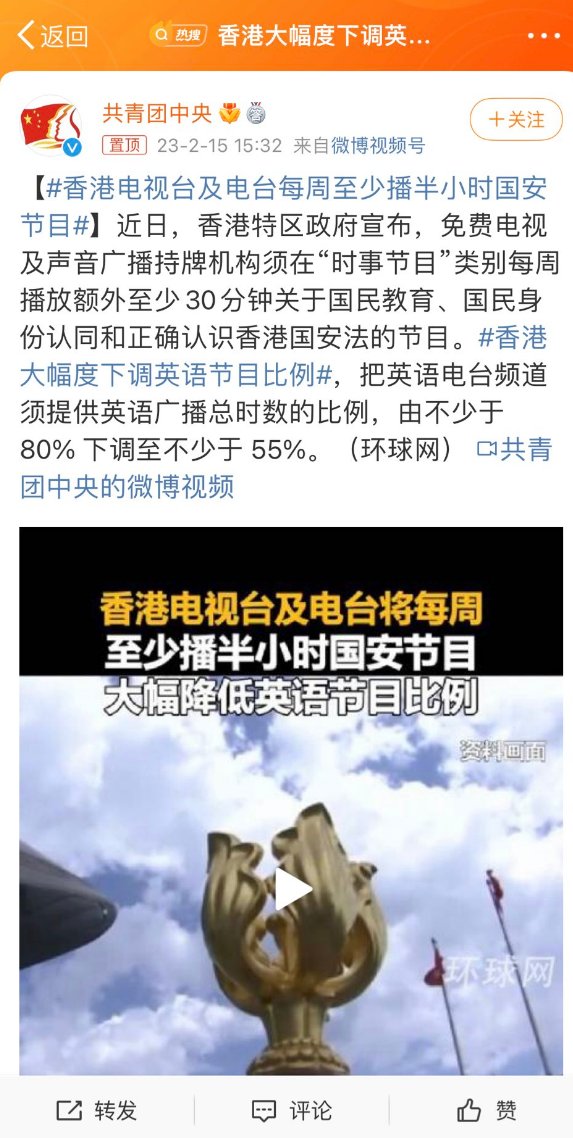 返回
热搜
香港大幅度下调英...
共青团中央
置顶 23-2-15 15:32 来自微博视频号
+关注
【#香港电视台及电台每周至少播半小时国安
节目#】近日，香港特区政府宣布，免费电视
及声音广播持牌机构须在“时事节目”类别每周
播放额外至少30分钟关于国民教育、国民身
份认同和正确认识香港国安法的节目。#香港
大幅度下调英语节目比例#，把英语电台频道
须提供英语广播总时数的比例，由不少于
80% 下调至不少于 55%。（环球网） 共青
团中央的微博视频
香港电视台及电台将每周
至少播半小时国安节目
大幅降低英语节目比例
资料画面
环球网
转发
评论
赞